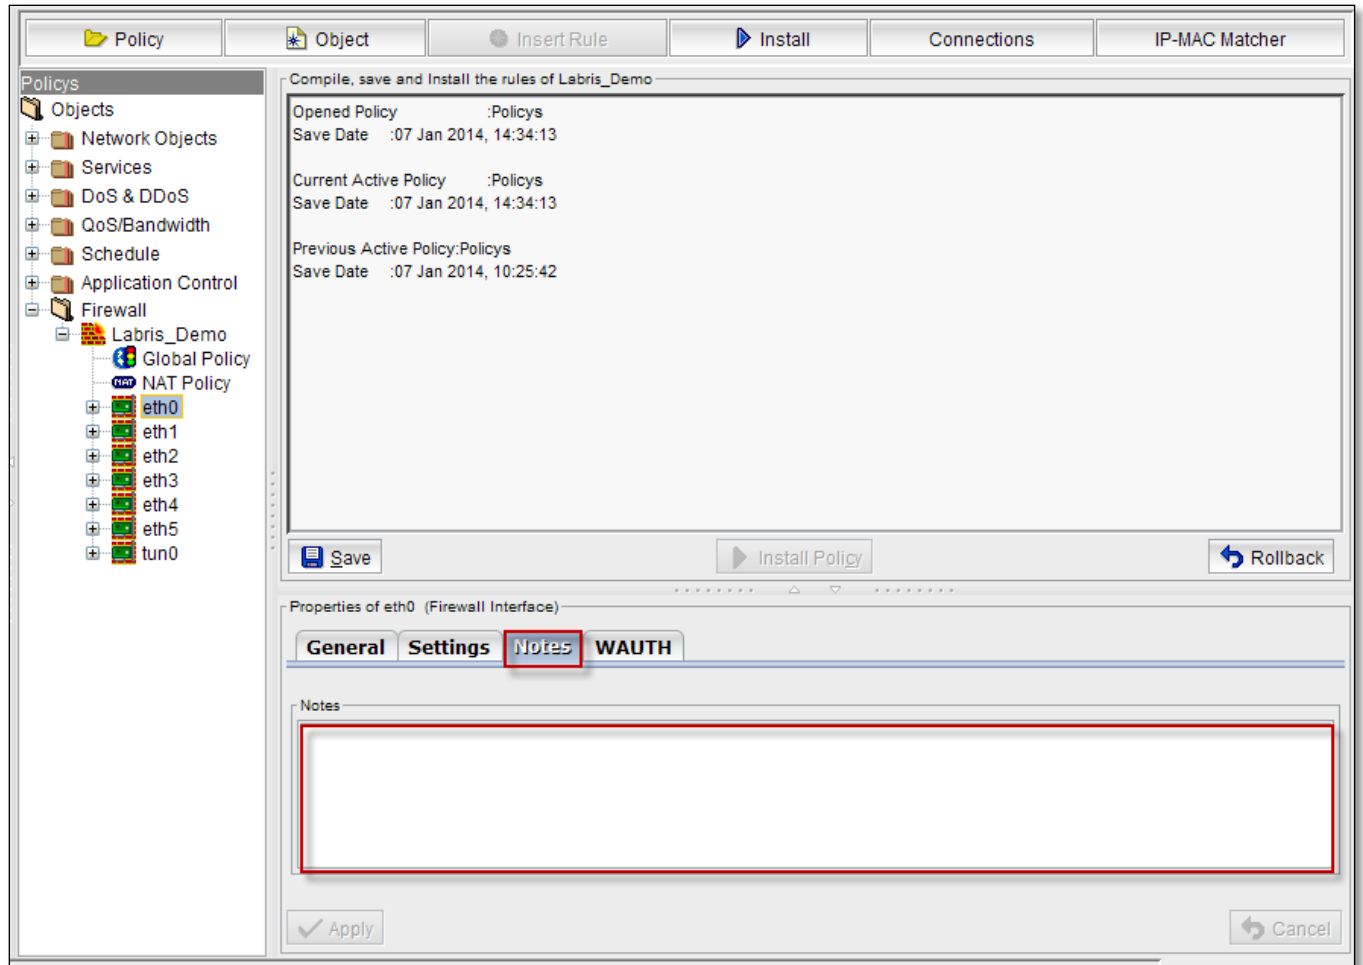 Policy
Object
Insert Rule
Install
Connections
IP-MAC Matcher
Policys
Objects
Network Objects
Services
DoS & DDoS
QoS/Bandwidth
Schedule
Application Control
Firewall
Labris_Demo
Global Policy
NAT NAT Policy
eth0
eth1
eth2
eth3
eth4
eth5
tun0
Compile, save and Install the rules of Labris_Demo
Opened Policy :Policys
Save Date :07 Jan 2014, 14:34:13
Current Active Policy :Policys
Save Date :07 Jan 2014, 14:34:13
Previous Active Policy:Policys
Save Date :07 Jan 2014, 10:25:42
Save
Install Policy
Rollback
Properties of eth0 (Firewall Interface)
General Settings Notes WAUTH
Notes
Apply
Cancel